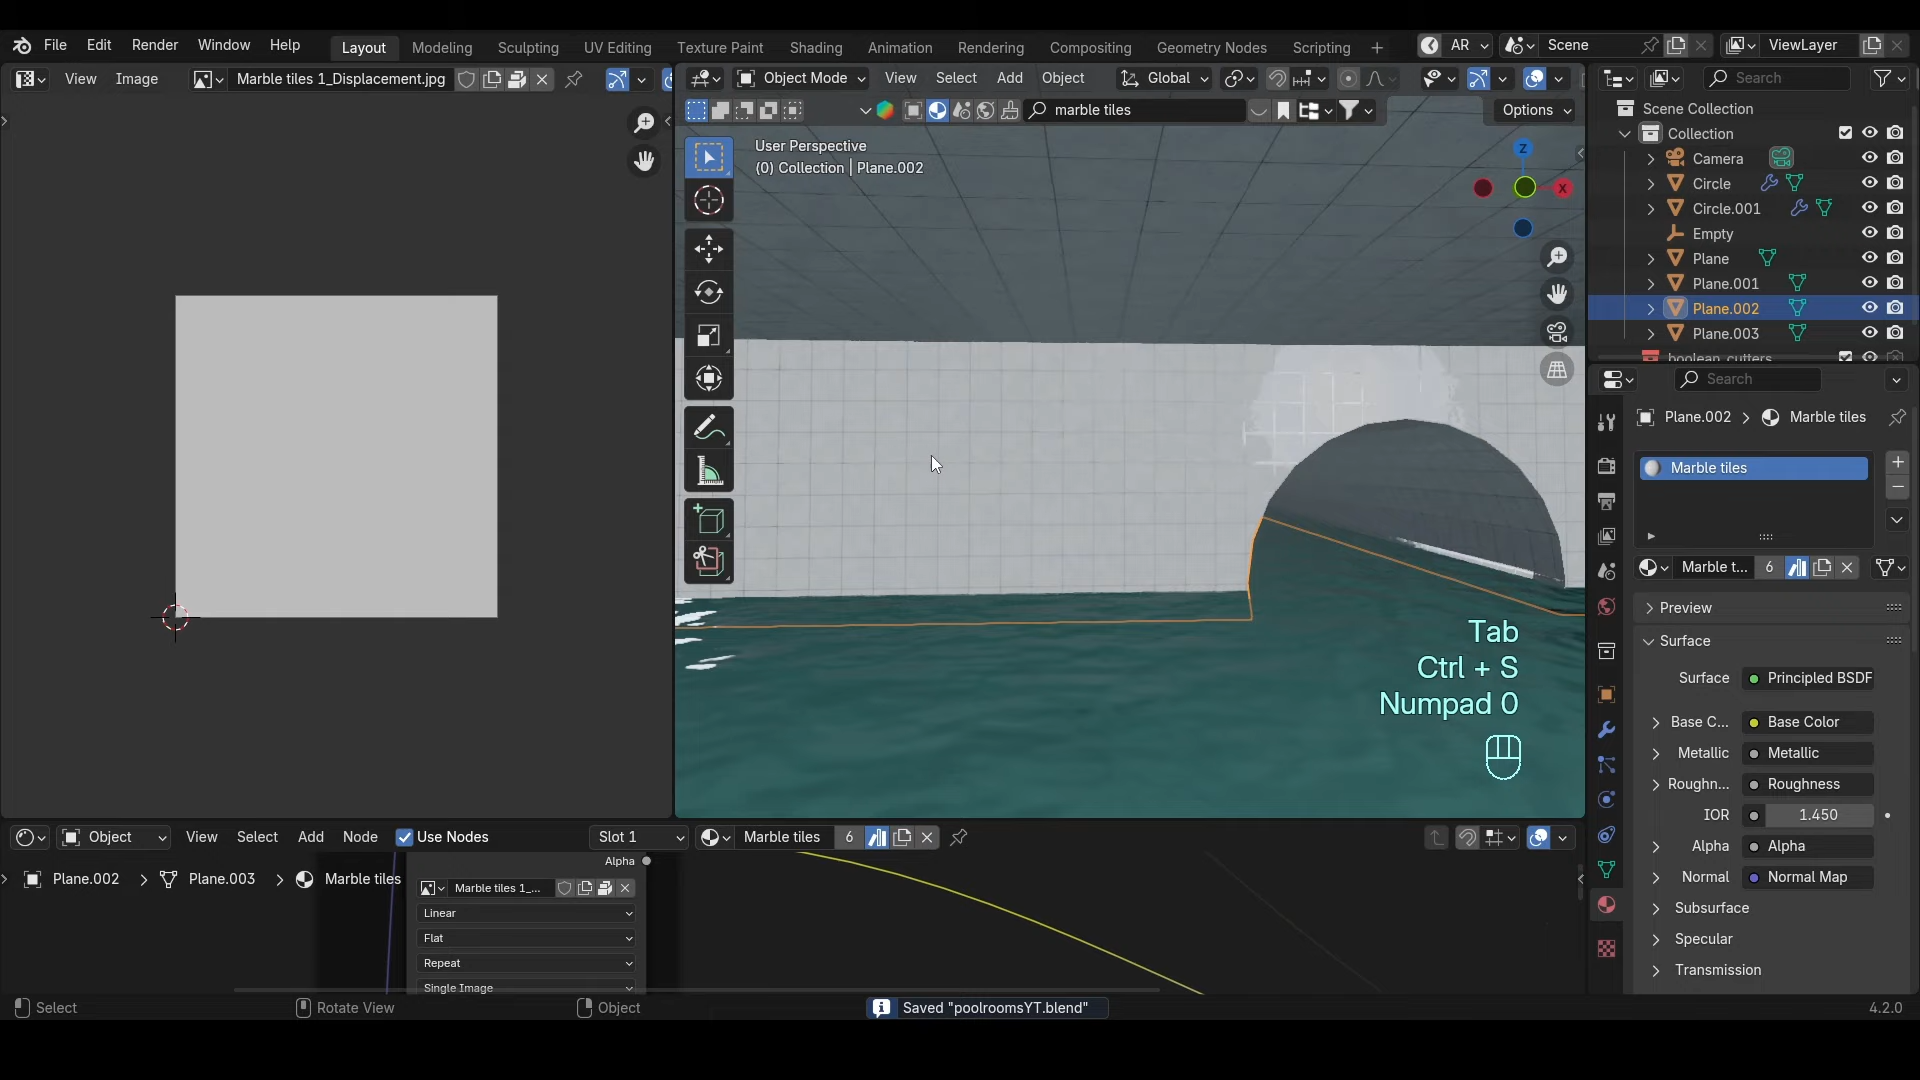 File Edit Render Window Help Layout Modeling Sculpting UV Editing Texture Paint Shading Animation Rendering Compositing Geometry Nodes Scripting + AR Scene ViewLayer
View Image Marble tiles 1_Displacement.jpg Object Mode View Select Add Object Global Search
marble tiles Options
Scene Collection
Collection
Camera
Circle
Circle.001
Empty
Plane
Plane.001
Plane.002
Plane.003
boolean_cutters
User Perspective
(0) Collection | Plane.002
Z
X
Tab
Ctrl + S
Numpad 0
Search
Plane.002 Marble tiles
Marble tiles
Marble t... 6
Preview
Surface
Surface Principled BSDF
Base C... Base Color
Metallic Metallic
Roughn... Roughness
IOR 1.450
Alpha Alpha
Normal Normal Map
Subsurface
Specular
Transmission
Object View Select Add Node Use Nodes Slot 1 Marble tiles 6
Plane.002 Plane.003 Marble tiles
Alpha
Marble tiles 1_...
Linear
Flat
Repeat
Single Image
Select Rotate View Object Saved "poolroomsYT.blend" 4.2.0